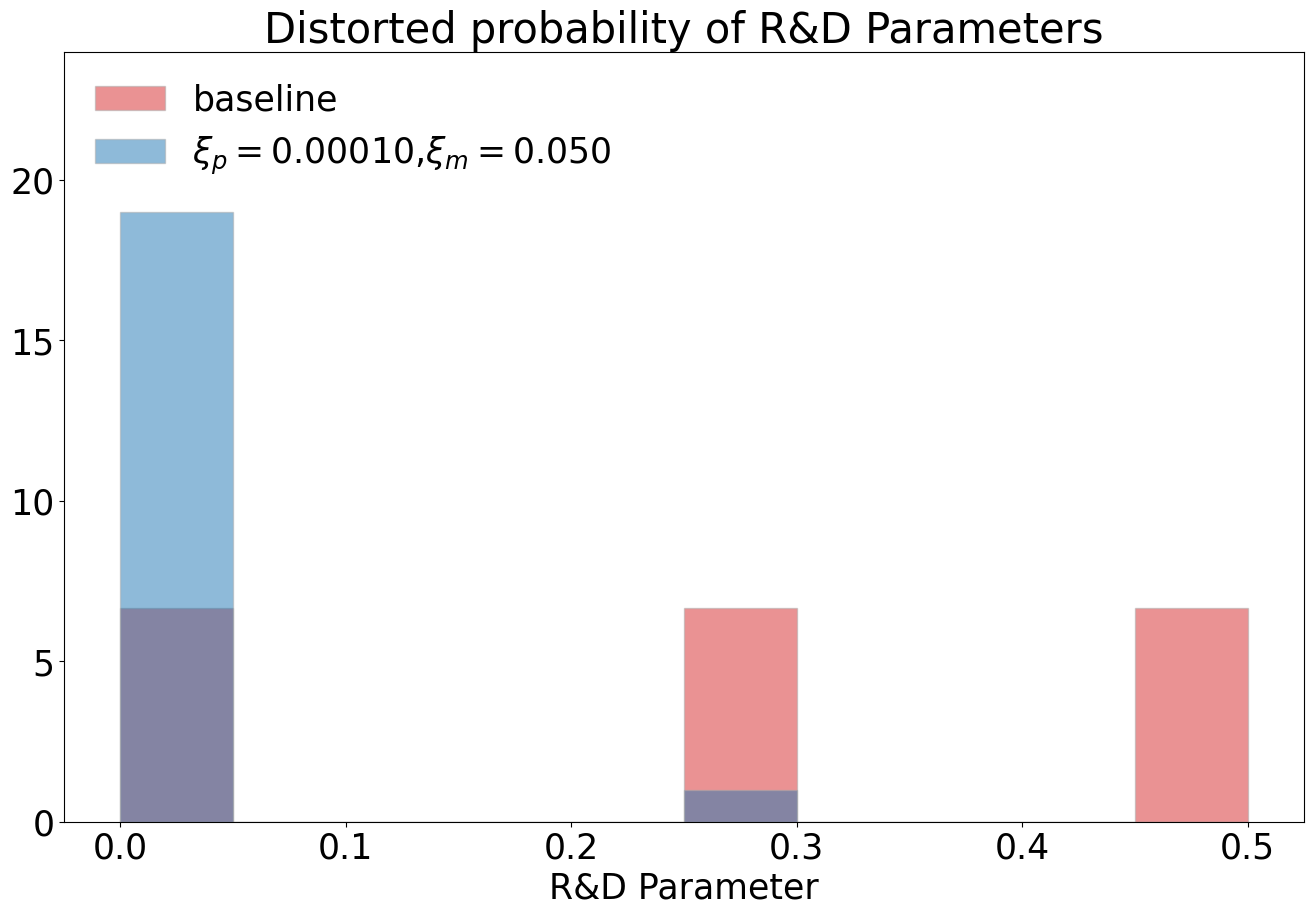 Distorted probability of R&D Parameters
baseline
ξp = 0.00010,ξm = 0.050
20
15
10
5
0
0.0 0.1 0.2 0.3 0.4 0.5
R&D Parameter